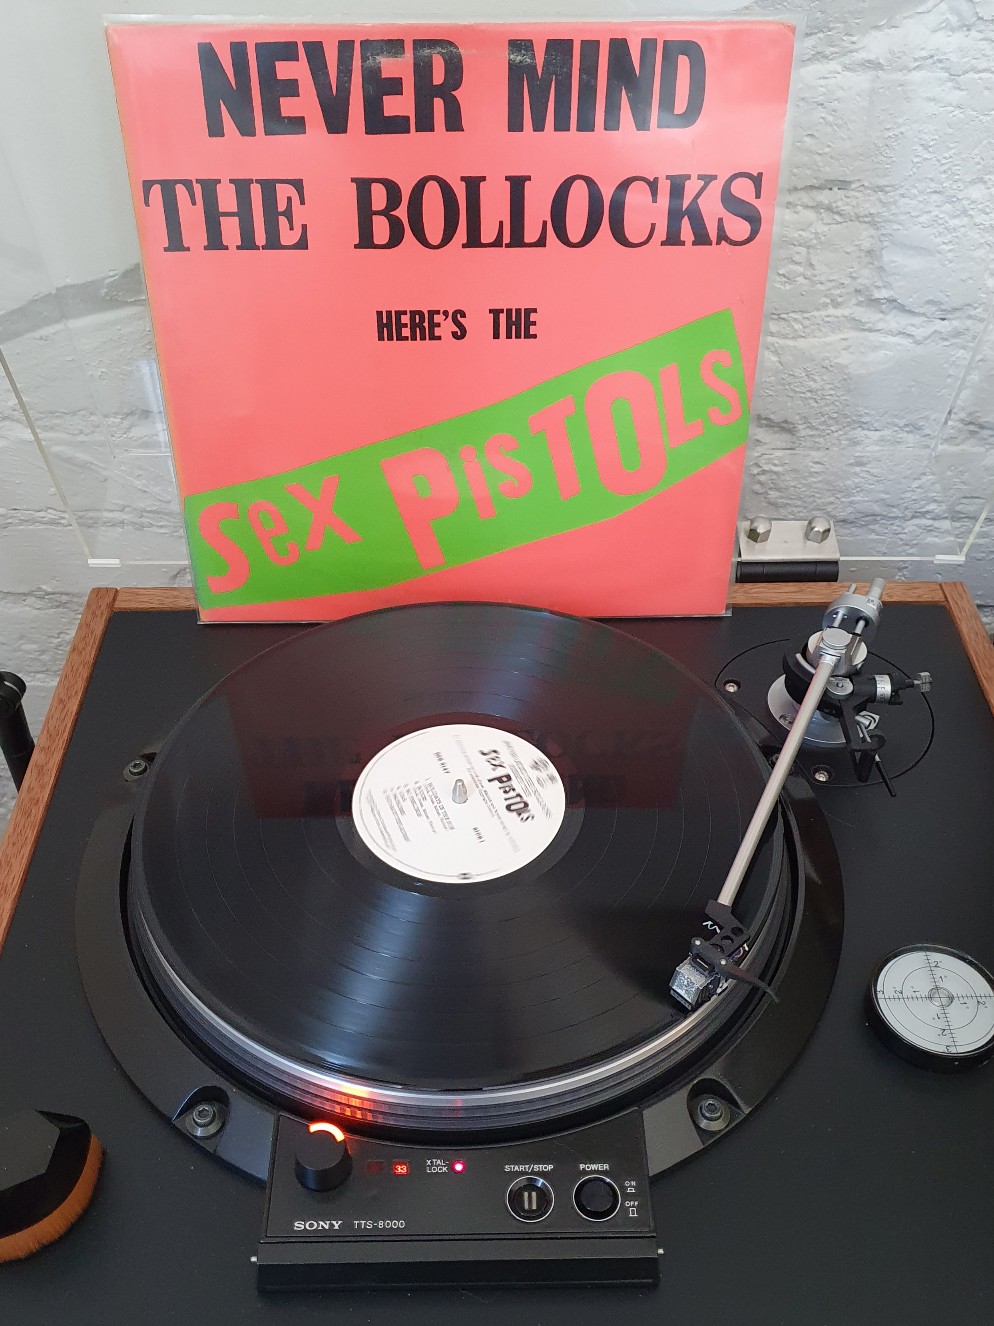 NEVER MIND
THE BOLLOCKS
HERE'S THE
Sex PisTOLS
Sex PisTOLS
33
XTAL-
LOCK
START/STOP
POWER
ON
OFF
SONY TTS-8000